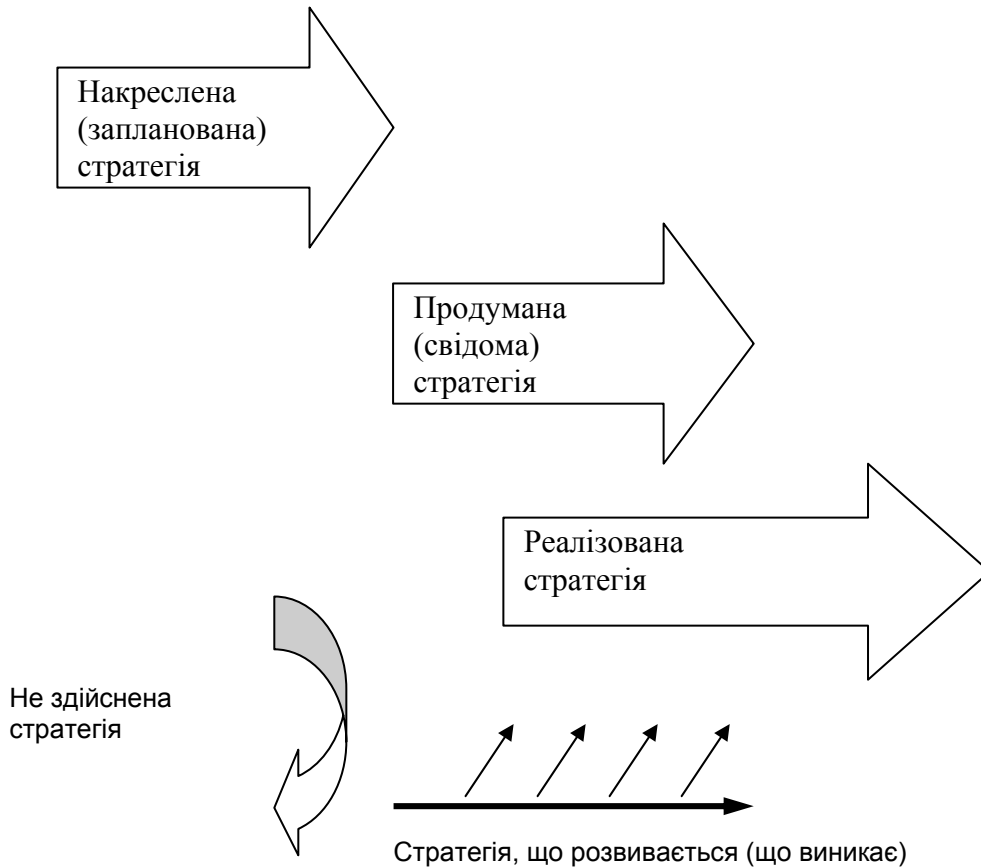 Накреслена
(запланована)
стратегія
Продумана
(свідома)
стратегія
Реалізована
стратегія
Не здійснена
стратегія
Стратегія, що розвивається (що виникає)